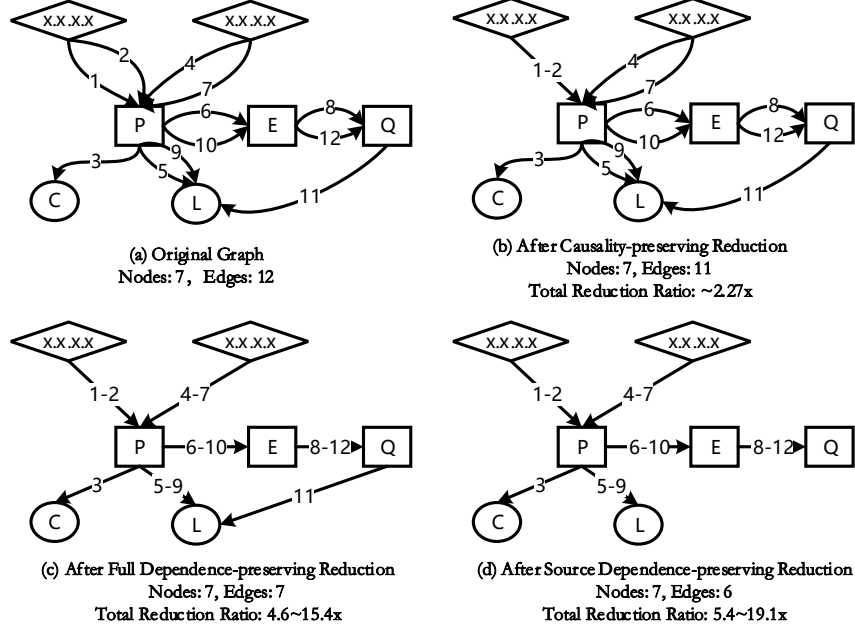 x.x.x.x x.x.x.x
1 2 4 7
P 6 10 E 8 12 Q
3 5 9 11
C L
(a) Original Graph
Nodes: 7, Edges: 12
x.x.x.x x.x.x.x
1-2 4 7
P 6 10 E 8 12 Q
3 5 9 11
C L
(b) After Causality-preserving Reduction
Nodes: 7, Edges: 11
Total Reduction Ratio: ~2.27x
x.x.x.x x.x.x.x
1-2 4-7
P 6-10 E 8-12 Q
3 5-9 11
C L
(c) After Full Dependence-preserving Reduction
Nodes: 7, Edges: 7
Total Reduction Ratio: 4.6~15.4x
x.x.x.x x.x.x.x
1-2 4-7
P 6-10 E 8-12 Q
3 5-9
C L
(d) After Source Dependence-preserving Reduction
Nodes: 7, Edges: 6
Total Reduction Ratio: 5.4~19.1x